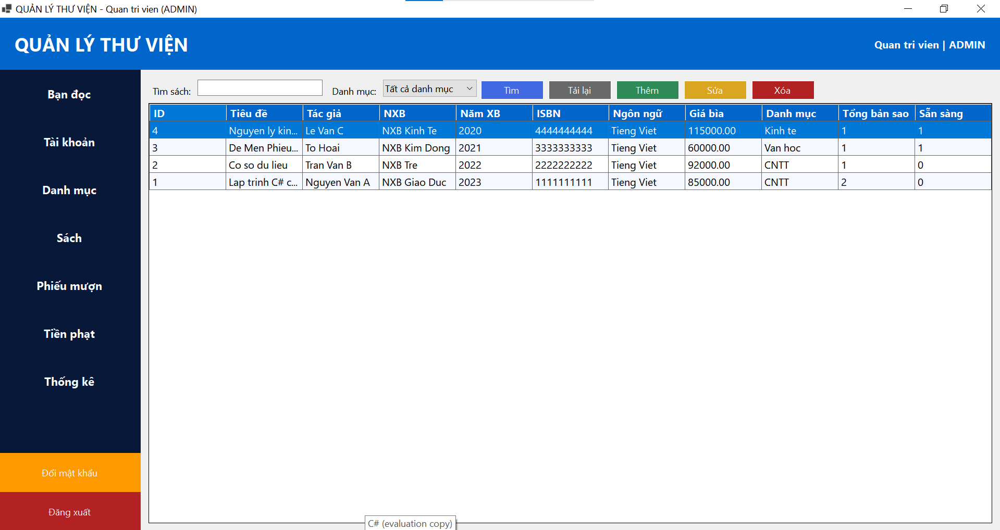 QUẢN LÝ THƯ VIỆN - Quan tri vien (ADMIN)
QUẢN LÝ THƯ VIỆN
Quan tri vien | ADMIN
Bạn đọc
Tài khoản
Danh mục
Sách
Phiếu mượn
Tiền phạt
Thống kê
Đổi mật khẩu
Đăng xuất
Tìm sách: Danh mục: Tất cả danh mục Tìm Tải lại Thêm Sửa Xóa
ID Tiêu đề Tác giả NXB Năm XB ISBN Ngôn ngữ Giá bìa Danh mục Tổng bản sao Sẵn sàng
4 Nguyen ly kin... Le Van C NXB Kinh Te 2020 4444444444 Tieng Viet 115000.00 Kinh te 1 1
3 De Men Phieu... To Hoai NXB Kim Dong 2021 3333333333 Tieng Viet 60000.00 Van hoc 1 1
2 Co so du lieu Tran Van B NXB Tre 2022 2222222222 Tieng Viet 92000.00 CNTT 1 0
1 Lap trinh C# c... Nguyen Van A NXB Giao Duc 2023 1111111111 Tieng Viet 85000.00 CNTT 2 0
C# (evaluation copy)